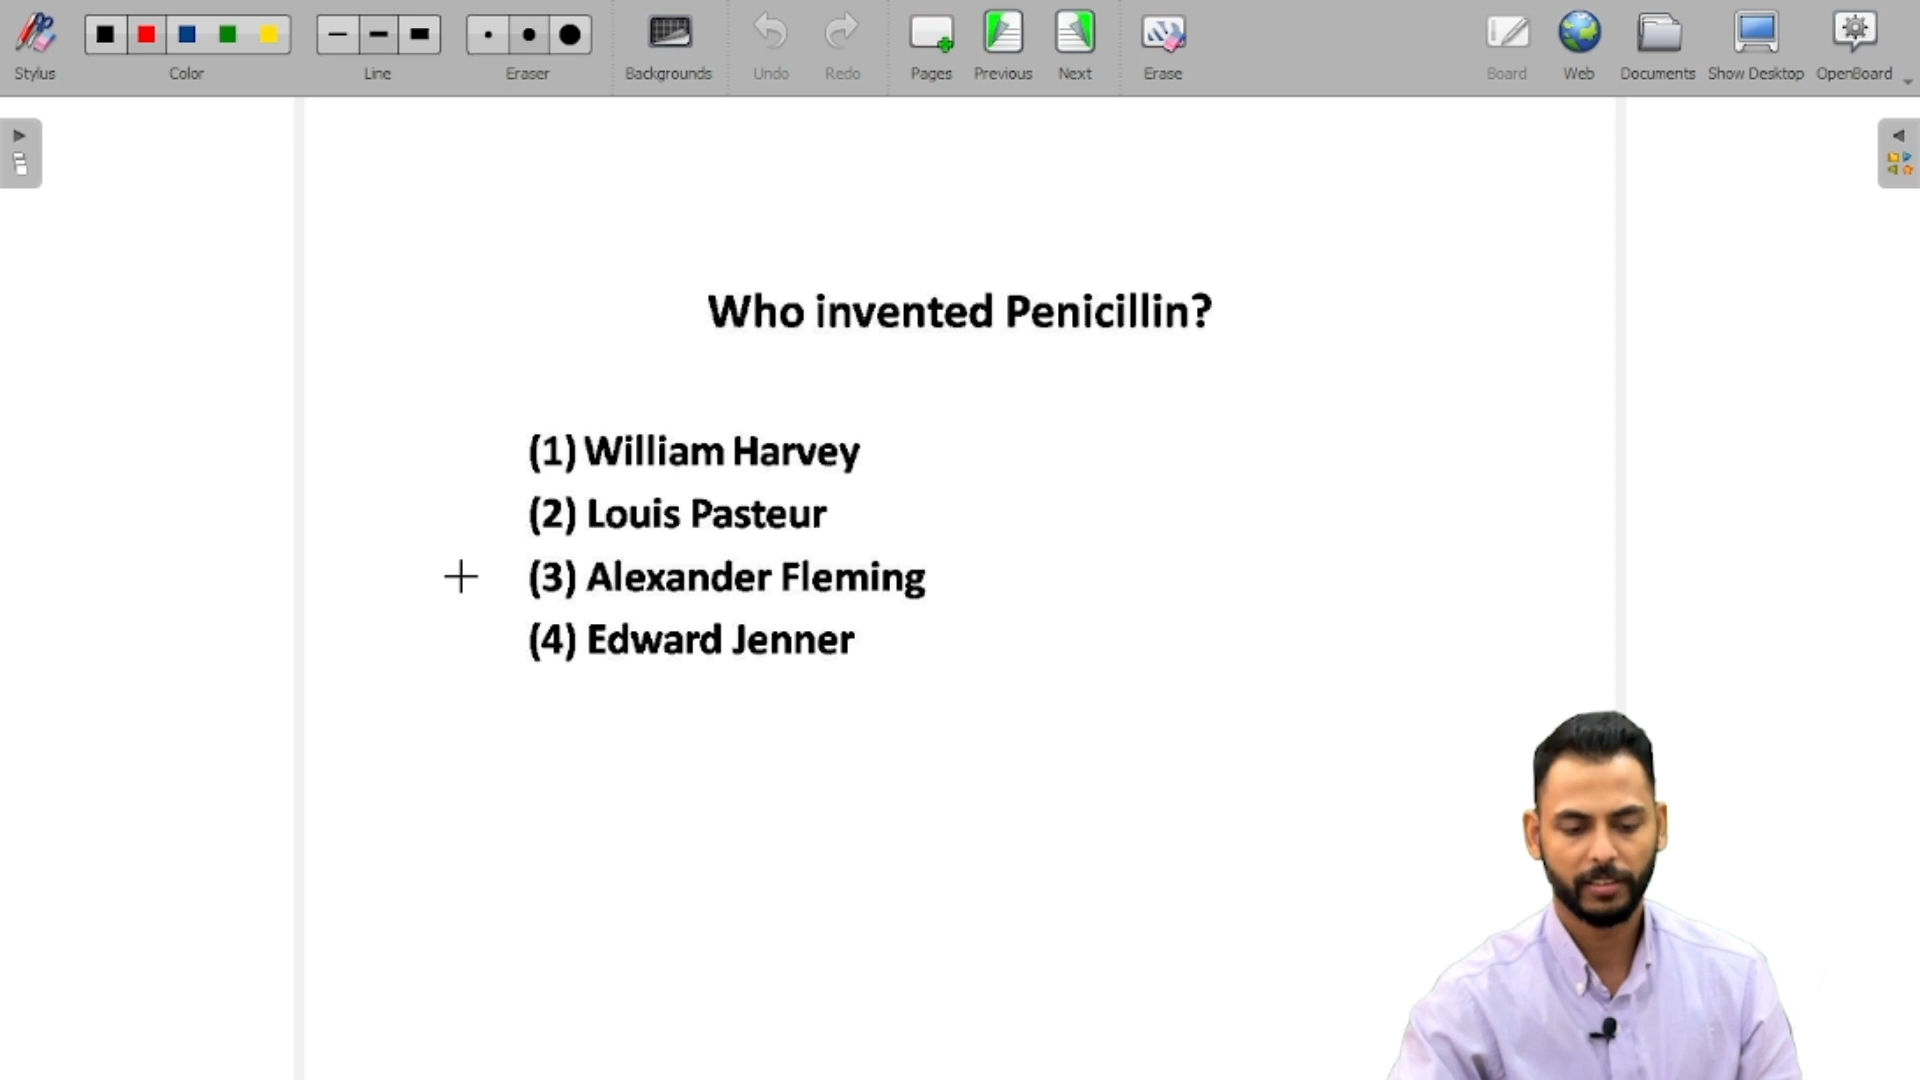 Stylus
Color
Line
Eraser
Backgrounds
Undo
Redo
Pages
Previous
Next
Erase
Board
Web
Documents
Show Desktop
OpenBoard
Who invented Penicillin?
(1) William Harvey
(2) Louis Pasteur
(3) Alexander Fleming
(4) Edward Jenner